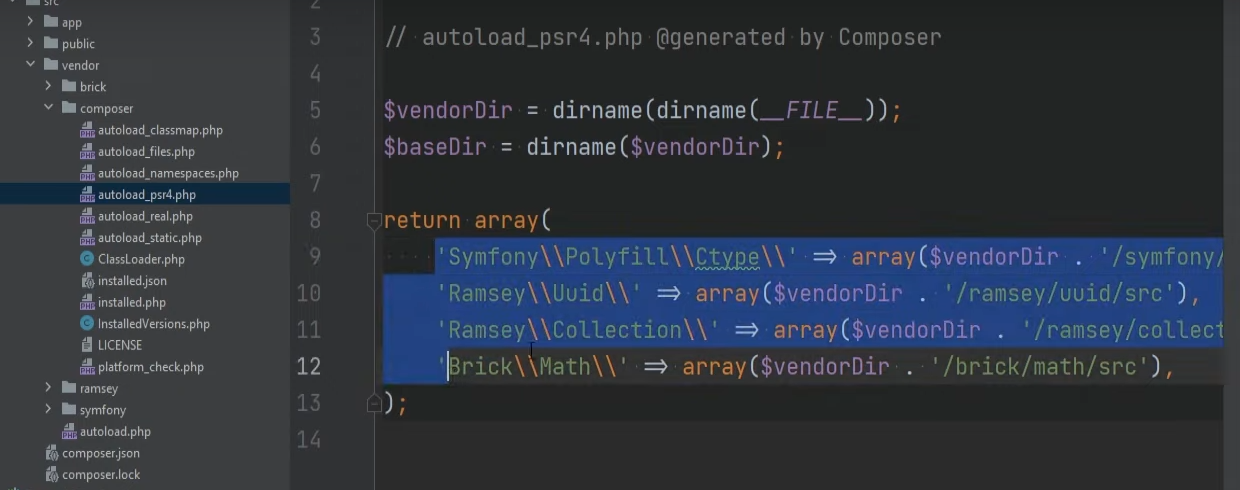 src
app
public
vendor
brick
composer
autoload_classmap.php
autoload_files.php
autoload_namespaces.php
autoload_psr4.php
autoload_real.php
autoload_static.php
ClassLoader.php
installed.json
installed.php
InstalledVersions.php
LICENSE
platform_check.php
ramsey
symfony
autoload.php
composer.json
composer.lock
2
3 // autoload_psr4.php @generated by Composer
4
5 $vendorDir = dirname(dirname(__FILE__));
6 $baseDir = dirname($vendorDir);
7
8 return array(
9 'Symfony\\Polyfill\\Ctype\\' => array($vendorDir . '/symfony/
10 'Ramsey\\Uuid\\' => array($vendorDir . '/ramsey/uuid/src'),
11 'Ramsey\\Collection\\' => array($vendorDir . '/ramsey/collect
12 'Brick\\Math\\' => array($vendorDir . '/brick/math/src'),
13 );
14